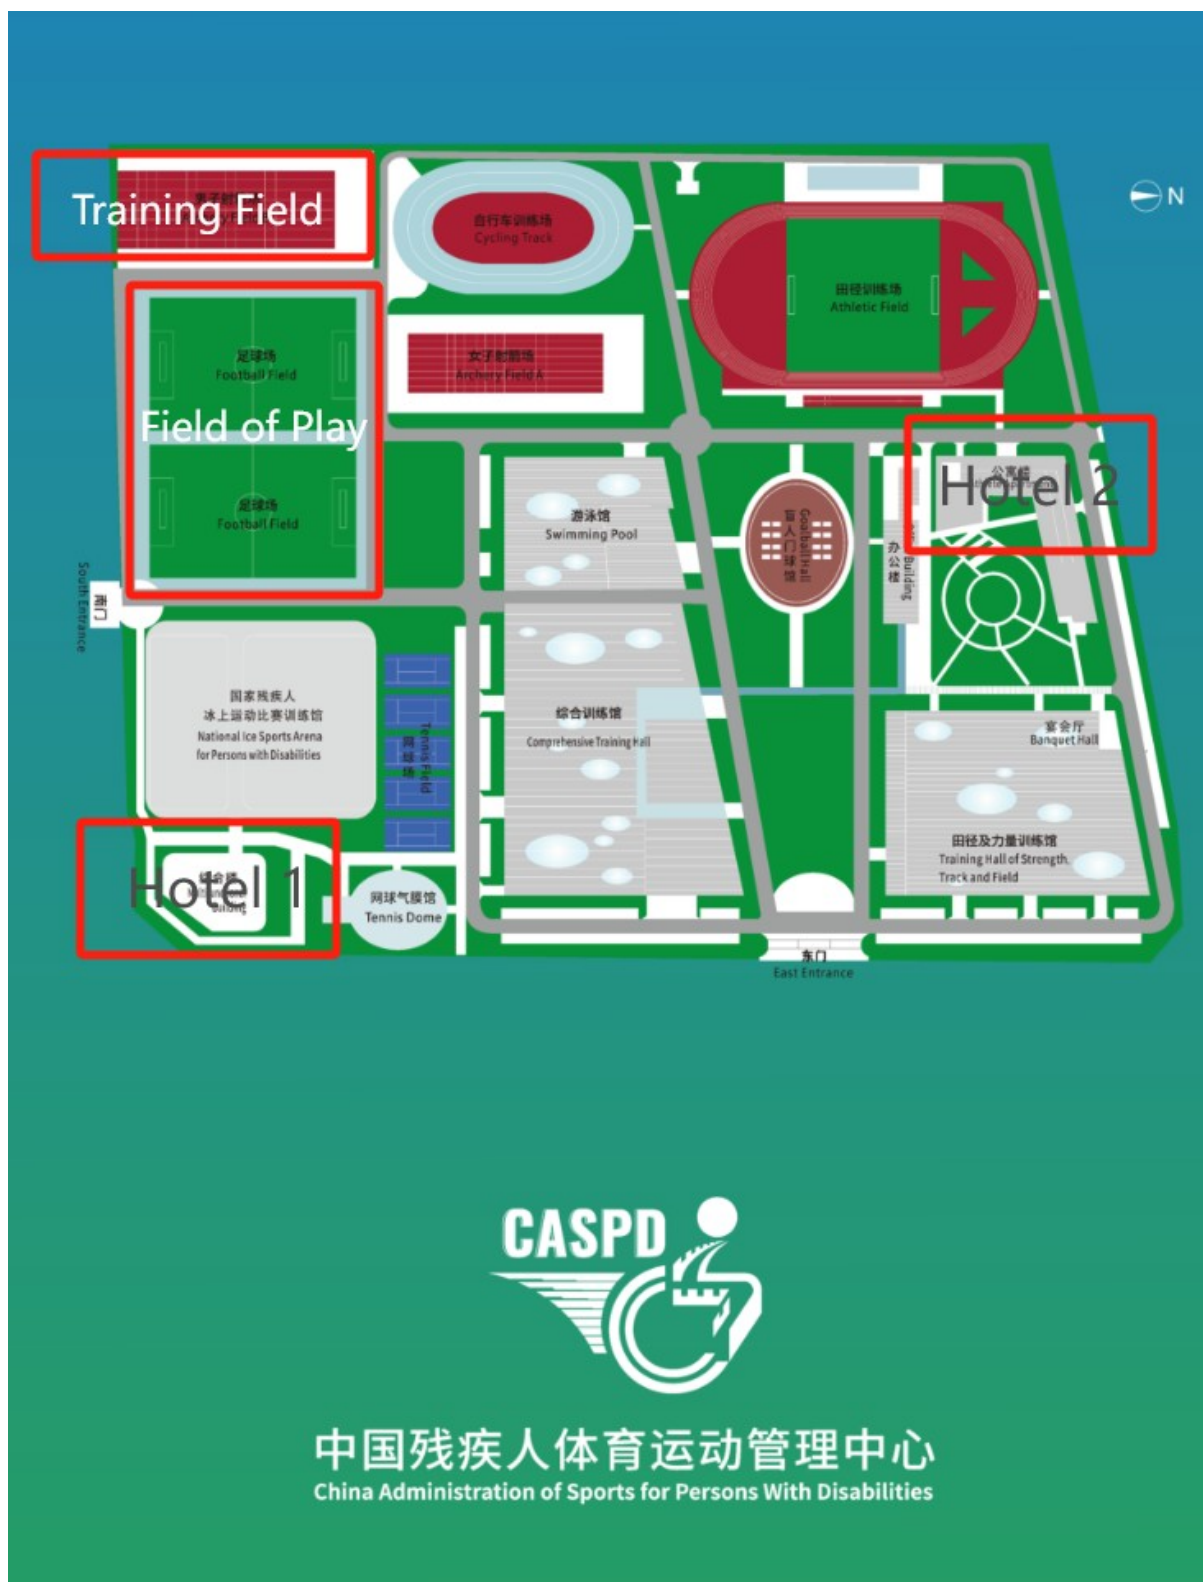 Training Field
N
自行车训练场
Cycling Track
田径训练场
Athletic Field
足球场
Football Field
女子射箭场
Archery Field A
Field of Play
足球场
Football Field
公寓楼
Hotel 2
游泳馆
Swimming Pool
盲人门球馆
Goalball Hall
办公楼
Building
南门
South Entrance
国家残疾人
冰上运动比赛训练馆
National Ice Sports Arena
for Persons with Disabilities
网球场
Tennis Field
综合训练馆
Comprehensive Training Hall
宴会厅
Banquet Hall
田径及力量训练馆
Training Hall of Strength,
Track and Field
Hotel 1
Building
网球气膜馆
Tennis Dome
东门
East Entrance
CASPD
中国残疾人体育运动管理中心
China Administration of Sports for Persons With Disabilities